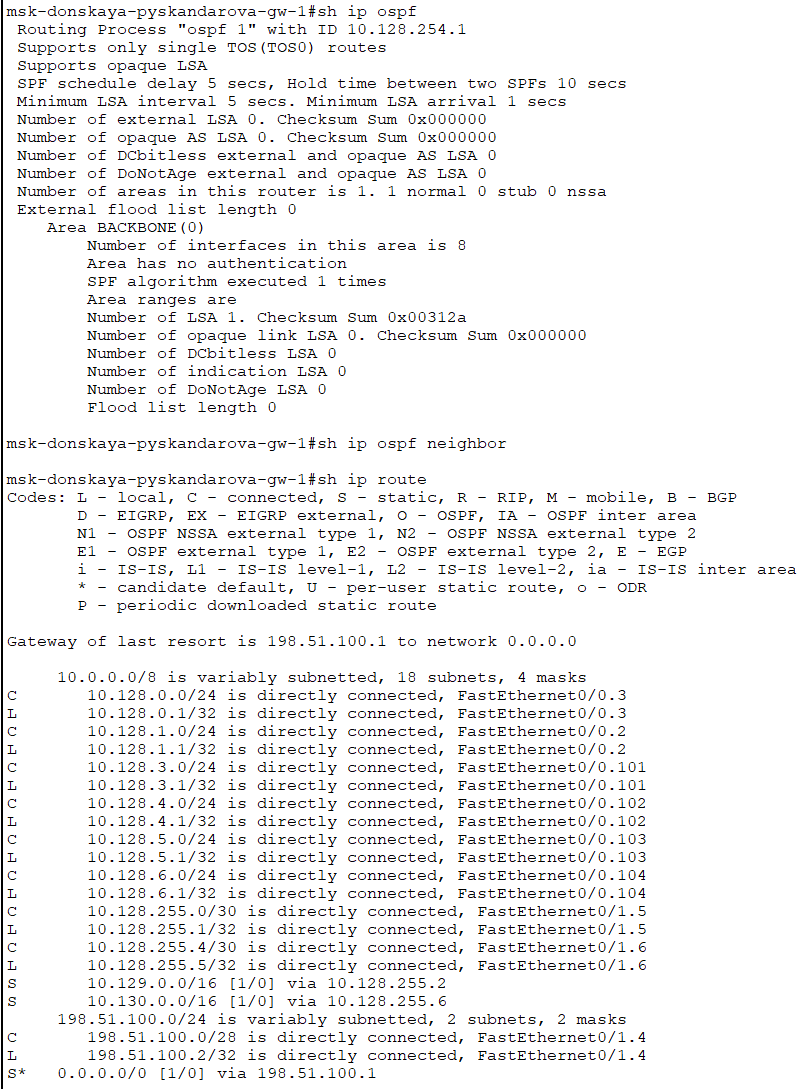 msk-donskaya-pyskandarova-gw-1#sh ip ospf
Routing Process "ospf 1" with ID 10.128.254.1
Supports only single TOS(TOS0) routes
Supports opaque LSA
SPF schedule delay 5 secs, Hold time between two SPFs 10 secs
Minimum LSA interval 5 secs. Minimum LSA arrival 1 secs
Number of external LSA 0. Checksum Sum 0x000000
Number of opaque AS LSA 0. Checksum Sum 0x000000
Number of DCbitless external and opaque AS LSA 0
Number of DoNotAge external and opaque AS LSA 0
Number of areas in this router is 1. 1 normal 0 stub 0 nssa
External flood list length 0
Area BACKBONE(0)
Number of interfaces in this area is 8
Area has no authentication
SPF algorithm executed 1 times
Area ranges are
Number of LSA 1. Checksum Sum 0x00312a
Number of opaque link LSA 0. Checksum Sum 0x000000
Number of DCbitless LSA 0
Number of indication LSA 0
Number of DoNotAge LSA 0
Flood list length 0
msk-donskaya-pyskandarova-gw-1#sh ip ospf neighbor
msk-donskaya-pyskandarova-gw-1#sh ip route
Codes: L - local, C - connected, S - static, R - RIP, M - mobile, B - BGP
D - EIGRP, EX - EIGRP external, O - OSPF, IA - OSPF inter area
N1 - OSPF NSSA external type 1, N2 - OSPF NSSA external type 2
E1 - OSPF external type 1, E2 - OSPF external type 2, E - EGP
i - IS-IS, L1 - IS-IS level-1, L2 - IS-IS level-2, ia - IS-IS inter area
* - candidate default, U - per-user static route, o - ODR
P - periodic downloaded static route
Gateway of last resort is 198.51.100.1 to network 0.0.0.0
10.0.0.0/8 is variably subnetted, 18 subnets, 4 masks
C 10.128.0.0/24 is directly connected, FastEthernet0/0.3
L 10.128.0.1/32 is directly connected, FastEthernet0/0.3
C 10.128.1.0/24 is directly connected, FastEthernet0/0.2
L 10.128.1.1/32 is directly connected, FastEthernet0/0.2
C 10.128.3.0/24 is directly connected, FastEthernet0/0.101
L 10.128.3.1/32 is directly connected, FastEthernet0/0.101
C 10.128.4.0/24 is directly connected, FastEthernet0/0.102
L 10.128.4.1/32 is directly connected, FastEthernet0/0.102
C 10.128.5.0/24 is directly connected, FastEthernet0/0.103
L 10.128.5.1/32 is directly connected, FastEthernet0/0.103
C 10.128.6.0/24 is directly connected, FastEthernet0/0.104
L 10.128.6.1/32 is directly connected, FastEthernet0/0.104
C 10.128.255.0/30 is directly connected, FastEthernet0/1.5
L 10.128.255.1/32 is directly connected, FastEthernet0/1.5
C 10.128.255.4/30 is directly connected, FastEthernet0/1.6
L 10.128.255.5/32 is directly connected, FastEthernet0/1.6
S 10.129.0.0/16 [1/0] via 10.128.255.2
S 10.130.0.0/16 [1/0] via 10.128.255.6
198.51.100.0/24 is variably subnetted, 2 subnets, 2 masks
C 198.51.100.0/28 is directly connected, FastEthernet0/1.4
L 198.51.100.2/32 is directly connected, FastEthernet0/1.4
S* 0.0.0.0/0 [1/0] via 198.51.100.1